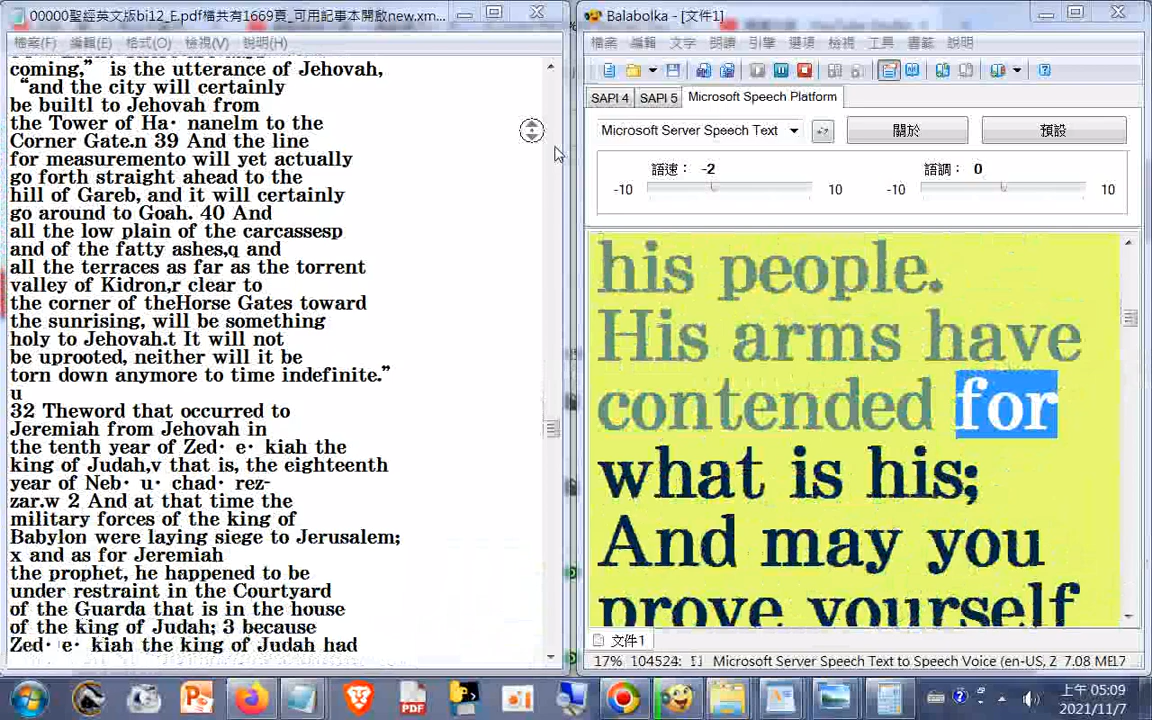 00000聖經英文版bi12_E.pdf檔共有1669頁_可用記事本開啟new.xm...
檔案(F) 編輯(E) 格式(O) 檢視(V) 說明(H)
coming,” is the utterance of Jehovah,
“and the city will certainly
be builtl to Jehovah from
the Tower of Ha· nanelm to the
Corner Gate.n 39 And the line
for measuremento will yet actually
go forth straight ahead to the
hill of Gareb, and it will certainly
go around to Goah. 40 And
all the low plain of the carcassesp
and of the fatty ashes,q and
all the terraces as far as the torrent
valley of Kidron,r clear to
the corner of theHorse Gates toward
the sunrising, will be something
holy to Jehovah.t It will not
be uprooted, neither will it be
torn down anymore to time indefinite.”
u
32 Theword that occurred to
Jeremiah from Jehovah in
the tenth year of Zed· e· kiah the
king of Judah,v that is, the eighteenth
year of Neb· u· chad· rez-
zar.w 2 And at that time the
military forces of the king of
Babylon were laying siege to Jerusalem;
x and as for Jeremiah
the prophet, he happened to be
under restraint in the Courtyard
of the Guarda that is in the house
of the king of Judah; 3 because
Zed· e· kiah the king of Judah had
Balabolka - [文件1]
檔案 編輯 文字 朗讀 引擎 選項 檢視 工具 書籤 說明
SAPI 4 SAPI 5 Microsoft Speech Platform
Microsoft Server Speech Text 關於 預設
語速： -2 語調： 0
-10 10 -10 10
his people.
His arms have
contended for
what is his;
And may you
prove yourself
文件1
17% 104524: Microsoft Server Speech Text to Speech Voice (en-US, 2 7.08 ME17
上午 05:09
2021/11/7